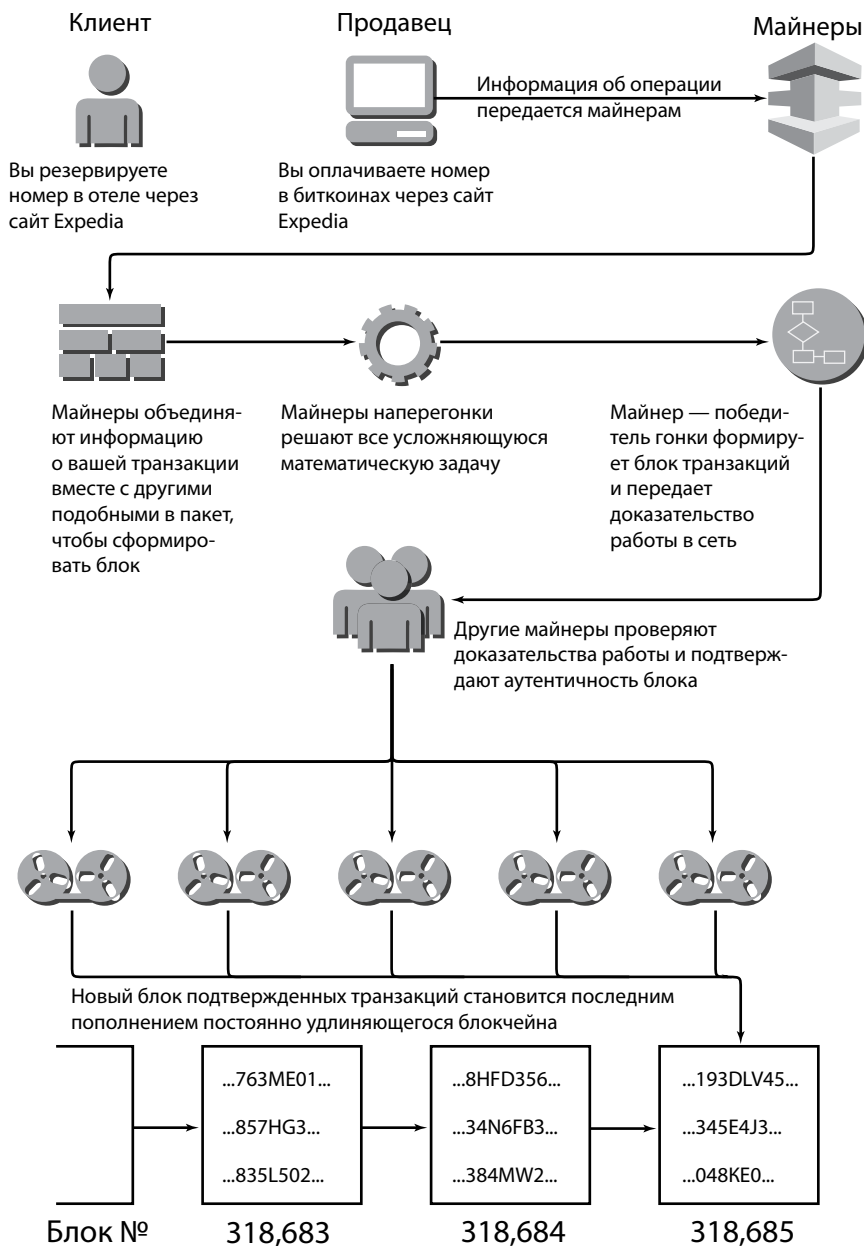 Клиент
Продавец
Майнеры
Информация об операции
передается майнерам
Вы резервируете
номер в отеле через
сайт Expedia
Вы оплачиваете номер
в биткоинах через сайт
Expedia
Майнеры объединя-
ют информацию
о вашей транзакции
вместе с другими
подобными в пакет,
чтобы сформиро-
вать блок
Майнеры наперегонки
решают все усложняющуюся
математическую задачу
Майнер — победи-
тель гонки формиру-
ет блок транзакций
и передает
доказательство
работы в сеть
Другие майнеры проверяют
доказательства работы и подтверж-
дают аутентичность блока
Новый блок подтвержденных транзакций становится последним
пополнением постоянно удлиняющегося блокчейна
...763ME01...
...857HG3...
...835L502...
...8HFD356...
...34N6FB3...
...384MW2...
...193DLV45...
...345E4J3...
...048KE0...
Блок №
318,683
318,684
318,685